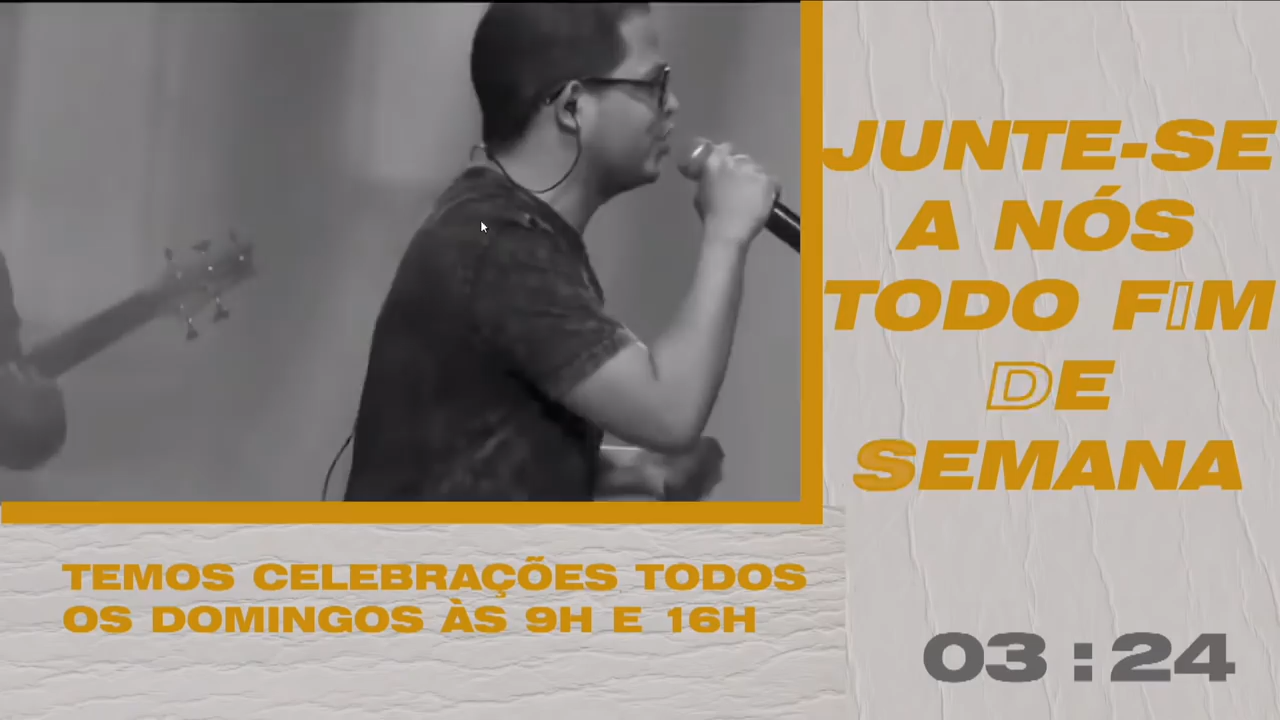 JUNTE-SE
A NÓS
TODO FIM
DE
SEMANA
TEMOS CELEBRAÇÕES TODOS
OS DOMINGOS ÀS 9H E 16H
03:24